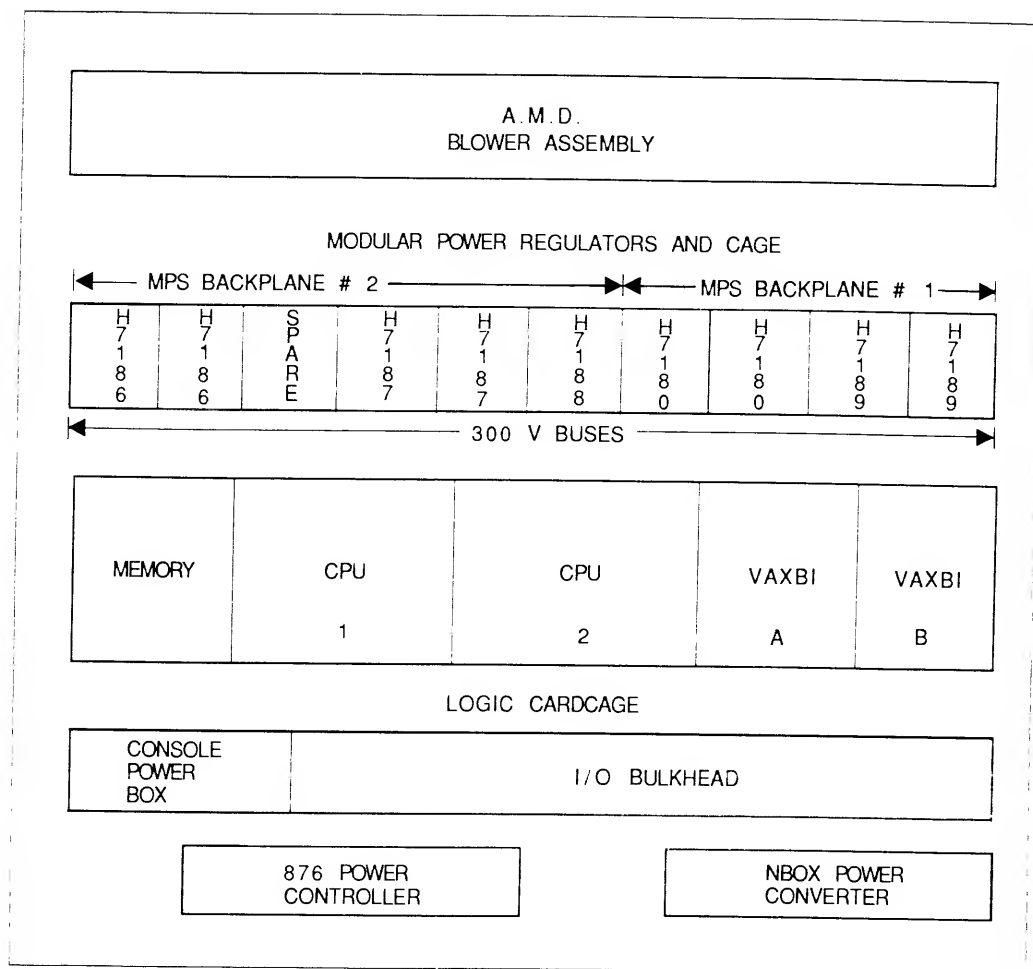 A.M.D.
BLOWER ASSEMBLY
MODULAR POWER REGULATORS AND CAGE
MPS BACKPLANE # 2
MPS BACKPLANE # 1
H7186
H7186
SPARE
H7187
H7187
H7188
H7180
H7180
H7189
H7189
300 V BUSES
MEMORY
CPU
1
CPU
2
VAXBI
A
VAXBI
B
LOGIC CARDCAGE
CONSOLE
POWER
BOX
I/O BULKHEAD
876 POWER
CONTROLLER
NBOX POWER
CONVERTER